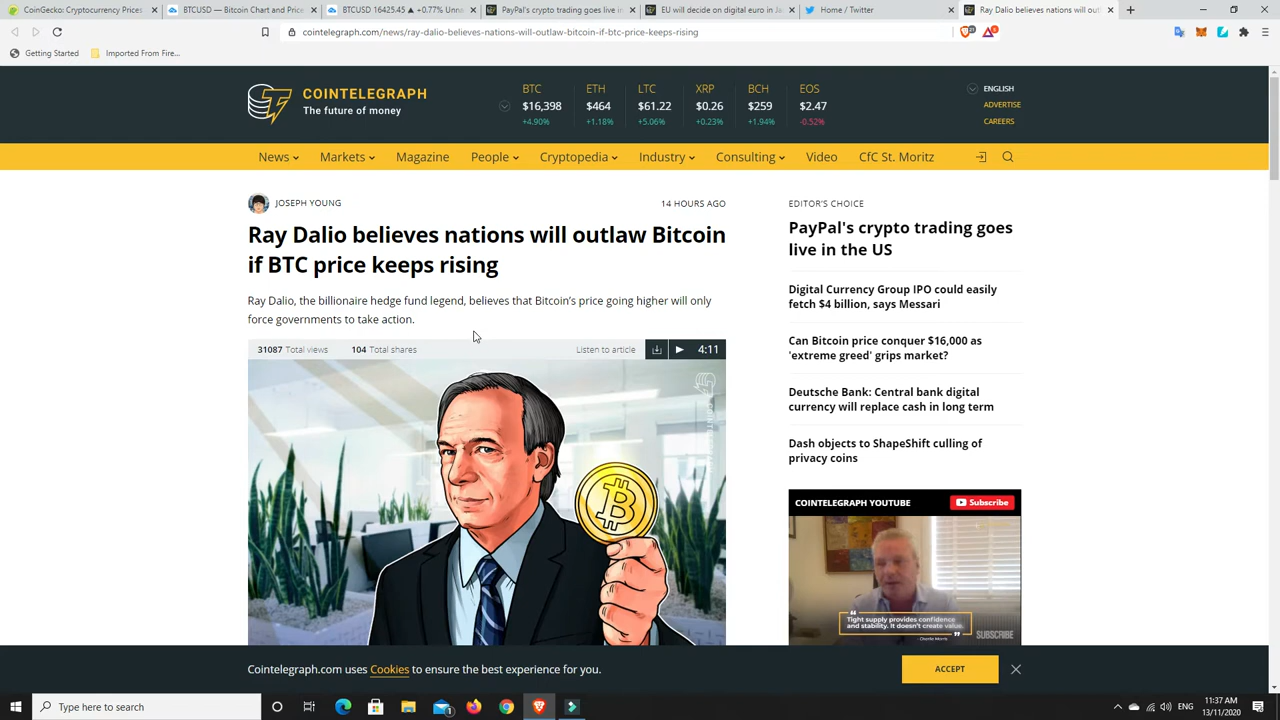 CoinGecko: Cryptocurrency Prices
BTCUSD — Bitcoin Chart and Price
BTCUSD 16425.45 ▲ +0.77% Unna
PayPal's crypto trading goes live in
EU will decide on digital euro in Ja
Home / Twitter
Ray Dalio believes nations will outl
cointelegraph.com/news/ray-dalio-believes-nations-will-outlaw-bitcoin-if-btc-price-keeps-rising
Getting Started
Imported From Fire...
COINTELEGRAPH
The future of money
BTC
$16,398
+4.90%
ETH
$464
+1.18%
LTC
$61.22
+5.06%
XRP
$0.26
+0.23%
BCH
$259
+1.94%
EOS
$2.47
-0.52%
ENGLISH
ADVERTISE
CAREERS
News
Markets
Magazine
People
Cryptopedia
Industry
Consulting
Video
CfC St. Moritz
JOSEPH YOUNG
14 HOURS AGO
Ray Dalio believes nations will outlaw Bitcoin
if BTC price keeps rising
Ray Dalio, the billionaire hedge fund legend, believes that Bitcoin's price going higher will only
force governments to take action.
31087 Total views
104 Total shares
Listen to article
4:11
EDITOR'S CHOICE
PayPal's crypto trading goes
live in the US
Digital Currency Group IPO could easily
fetch $4 billion, says Messari
Can Bitcoin price conquer $16,000 as
'extreme greed' grips market?
Deutsche Bank: Central bank digital
currency will replace cash in long term
Dash objects to ShapeShift culling of
privacy coins
COINTELEGRAPH YOUTUBE
Subscribe
Tight supply provides confidence
and stability. It doesn't create value.
- Charlie Morris
SUBSCRIBE
Cointelegraph.com uses Cookies to ensure the best experience for you.
ACCEPT
Type here to search
ENG
11:37 AM
13/11/2020